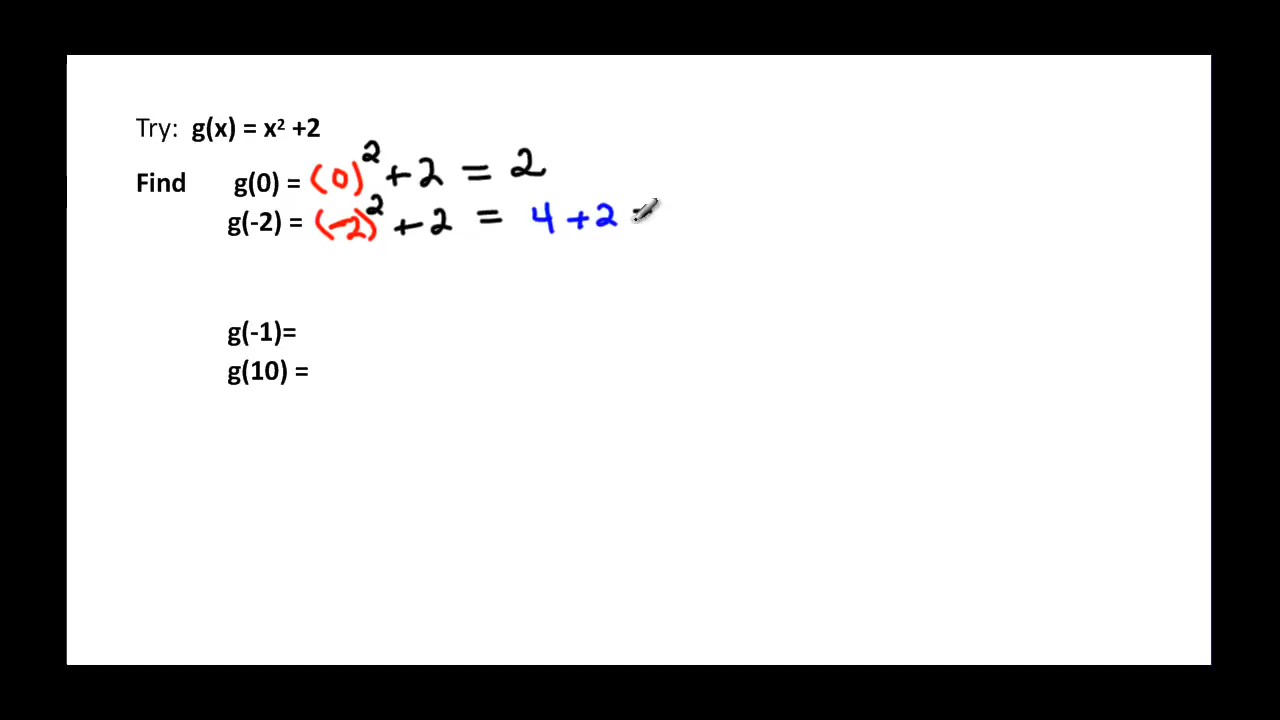 Try: g(x) = x² +2
Find g(0) = (0)² + 2 = 2
g(-2) = (-2)² + 2 = 4 + 2 =
g(-1)=
g(10) =